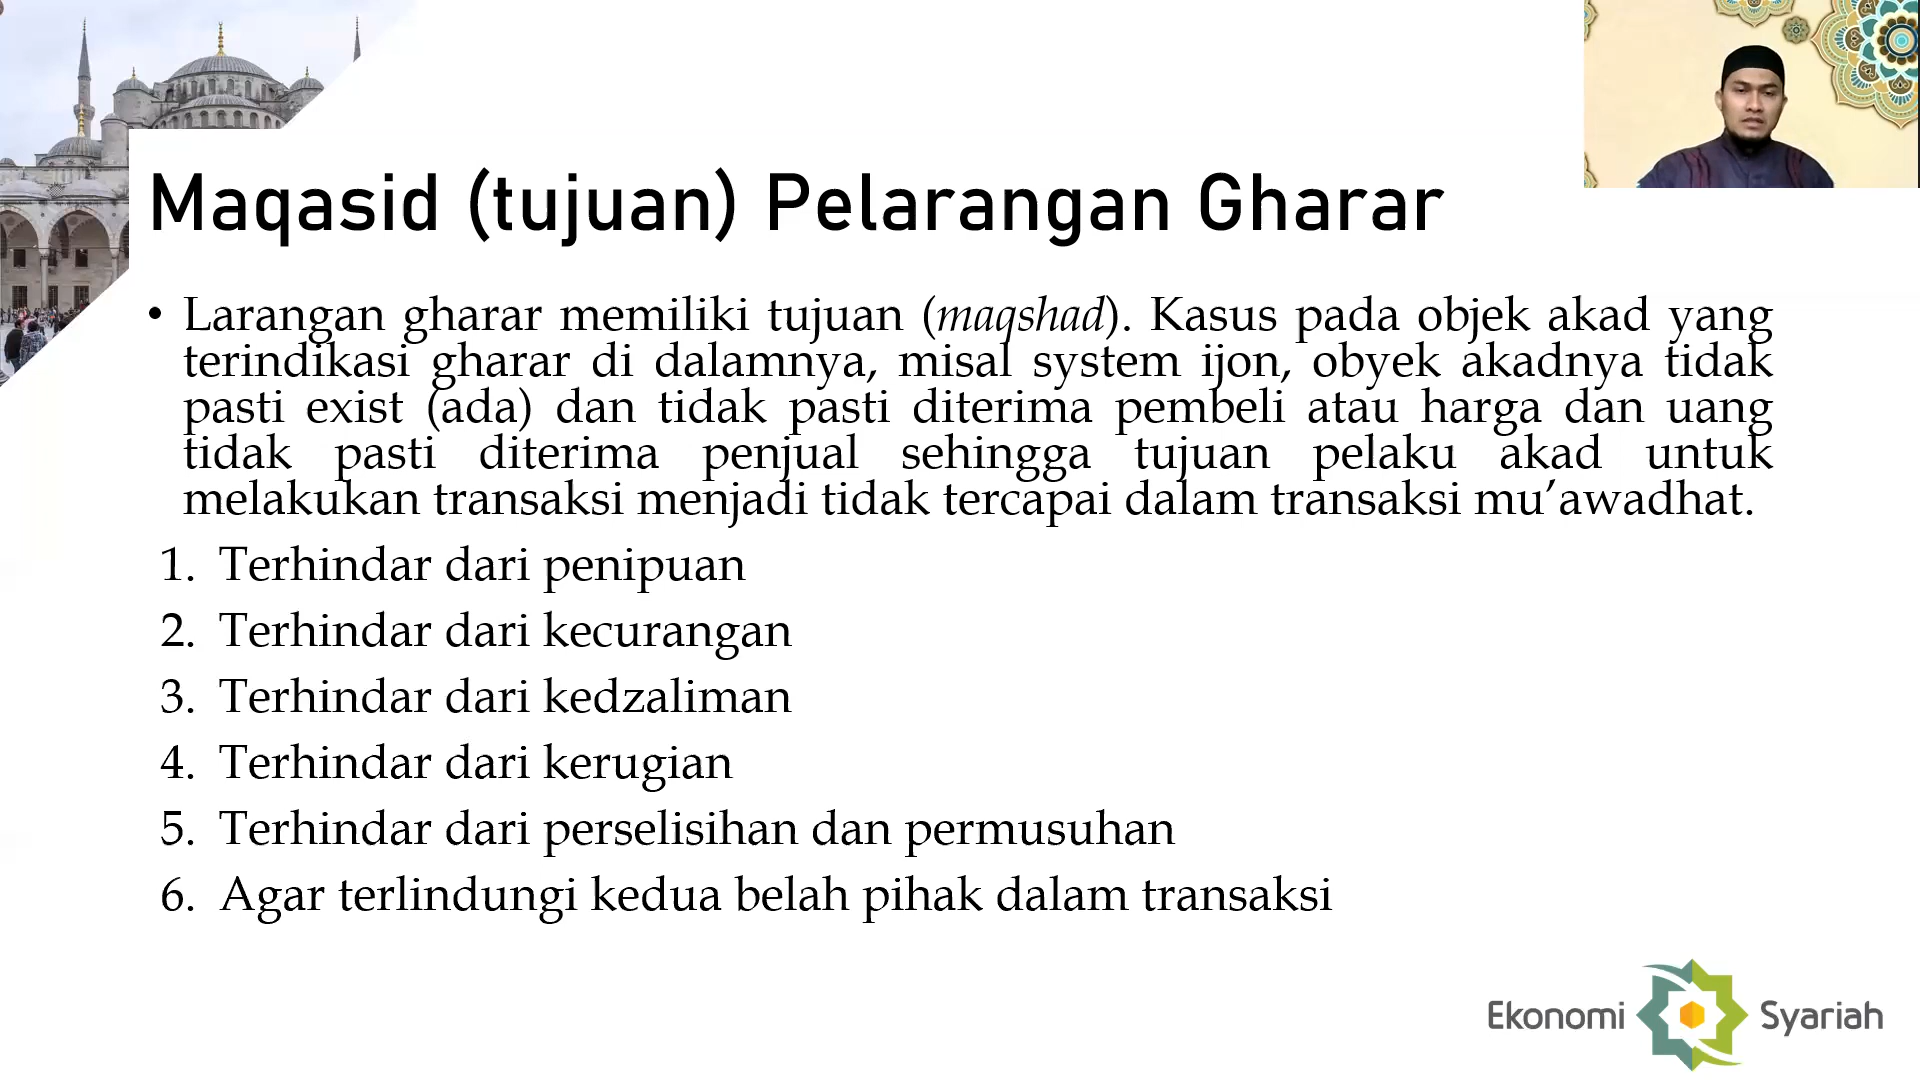 Maqasid (tujuan) Pelarangan Gharar
• Larangan gharar memiliki tujuan (maqshad). Kasus pada objek akad yang
terindikasi gharar di dalamnya, misal system ijon, obyek akadnya tidak
pasti exist (ada) dan tidak pasti diterima pembeli atau harga dan uang
tidak pasti diterima penjual sehingga tujuan pelaku akad untuk
melakukan transaksi menjadi tidak tercapai dalam transaksi mu’awadhat.
1. Terhindar dari penipuan
2. Terhindar dari kecurangan
3. Terhindar dari kedzaliman
4. Terhindar dari kerugian
5. Terhindar dari perselisihan dan permusuhan
6. Agar terlindungi kedua belah pihak dalam transaksi
Ekonomi Syariah